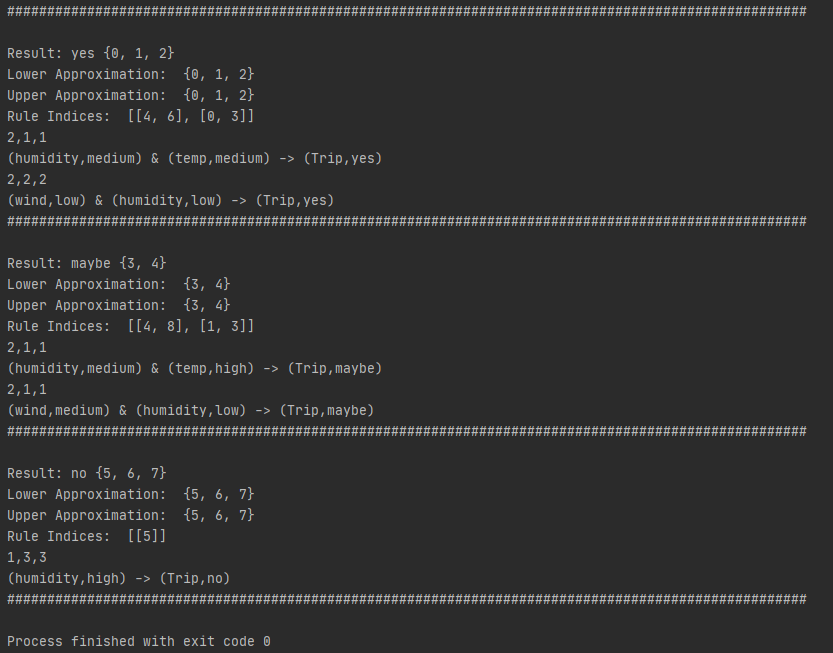 ####################################################################################################
Result: yes {0, 1, 2}
Lower Approximation:  {0, 1, 2}
Upper Approximation:  {0, 1, 2}
Rule Indices:  [[4, 6], [0, 3]]
2,1,1
(humidity,medium) & (temp,medium) -> (Trip,yes)
2,2,2
(wind,low) & (humidity,low) -> (Trip,yes)
####################################################################################################
Result: maybe {3, 4}
Lower Approximation:  {3, 4}
Upper Approximation:  {3, 4}
Rule Indices:  [[4, 8], [1, 3]]
2,1,1
(humidity,medium) & (temp,high) -> (Trip,maybe)
2,1,1
(wind,medium) & (humidity,low) -> (Trip,maybe)
####################################################################################################
Result: no {5, 6, 7}
Lower Approximation:  {5, 6, 7}
Upper Approximation:  {5, 6, 7}
Rule Indices:  [[5]]
1,3,3
(humidity,high) -> (Trip,no)
####################################################################################################
Process finished with exit code 0